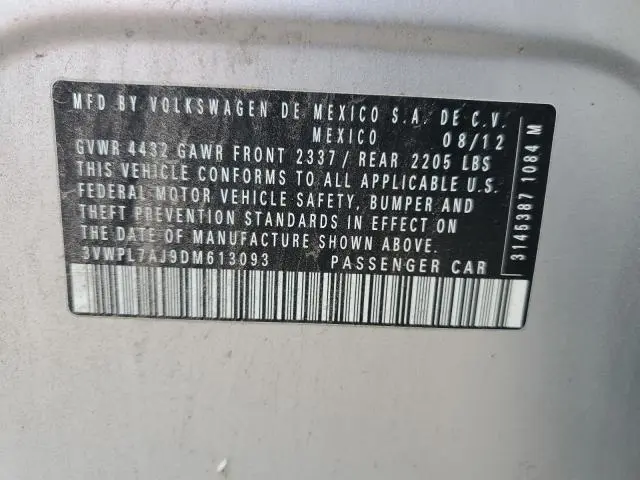 MFD BY VOLKSWAGEN DE MEXICO S.A. DE C.V.
MEXICO 08/12
GVWR 4432 GAWR FRONT 2337/ REAR 2205 LBS
THIS VEHICLE CONFORMS TO ALL APPLICABLE U.S.
FEDERAL MOTOR VEHICLE SAFETY, BUMPER AND
THEFT PREVENTION STANDARDS IN EFFECT ON
THE DATE OF MANUFACTURE SHOWN ABOVE.
3VWPL7AJ9DM613093 PASSENGER CAR
3145387 1084 M